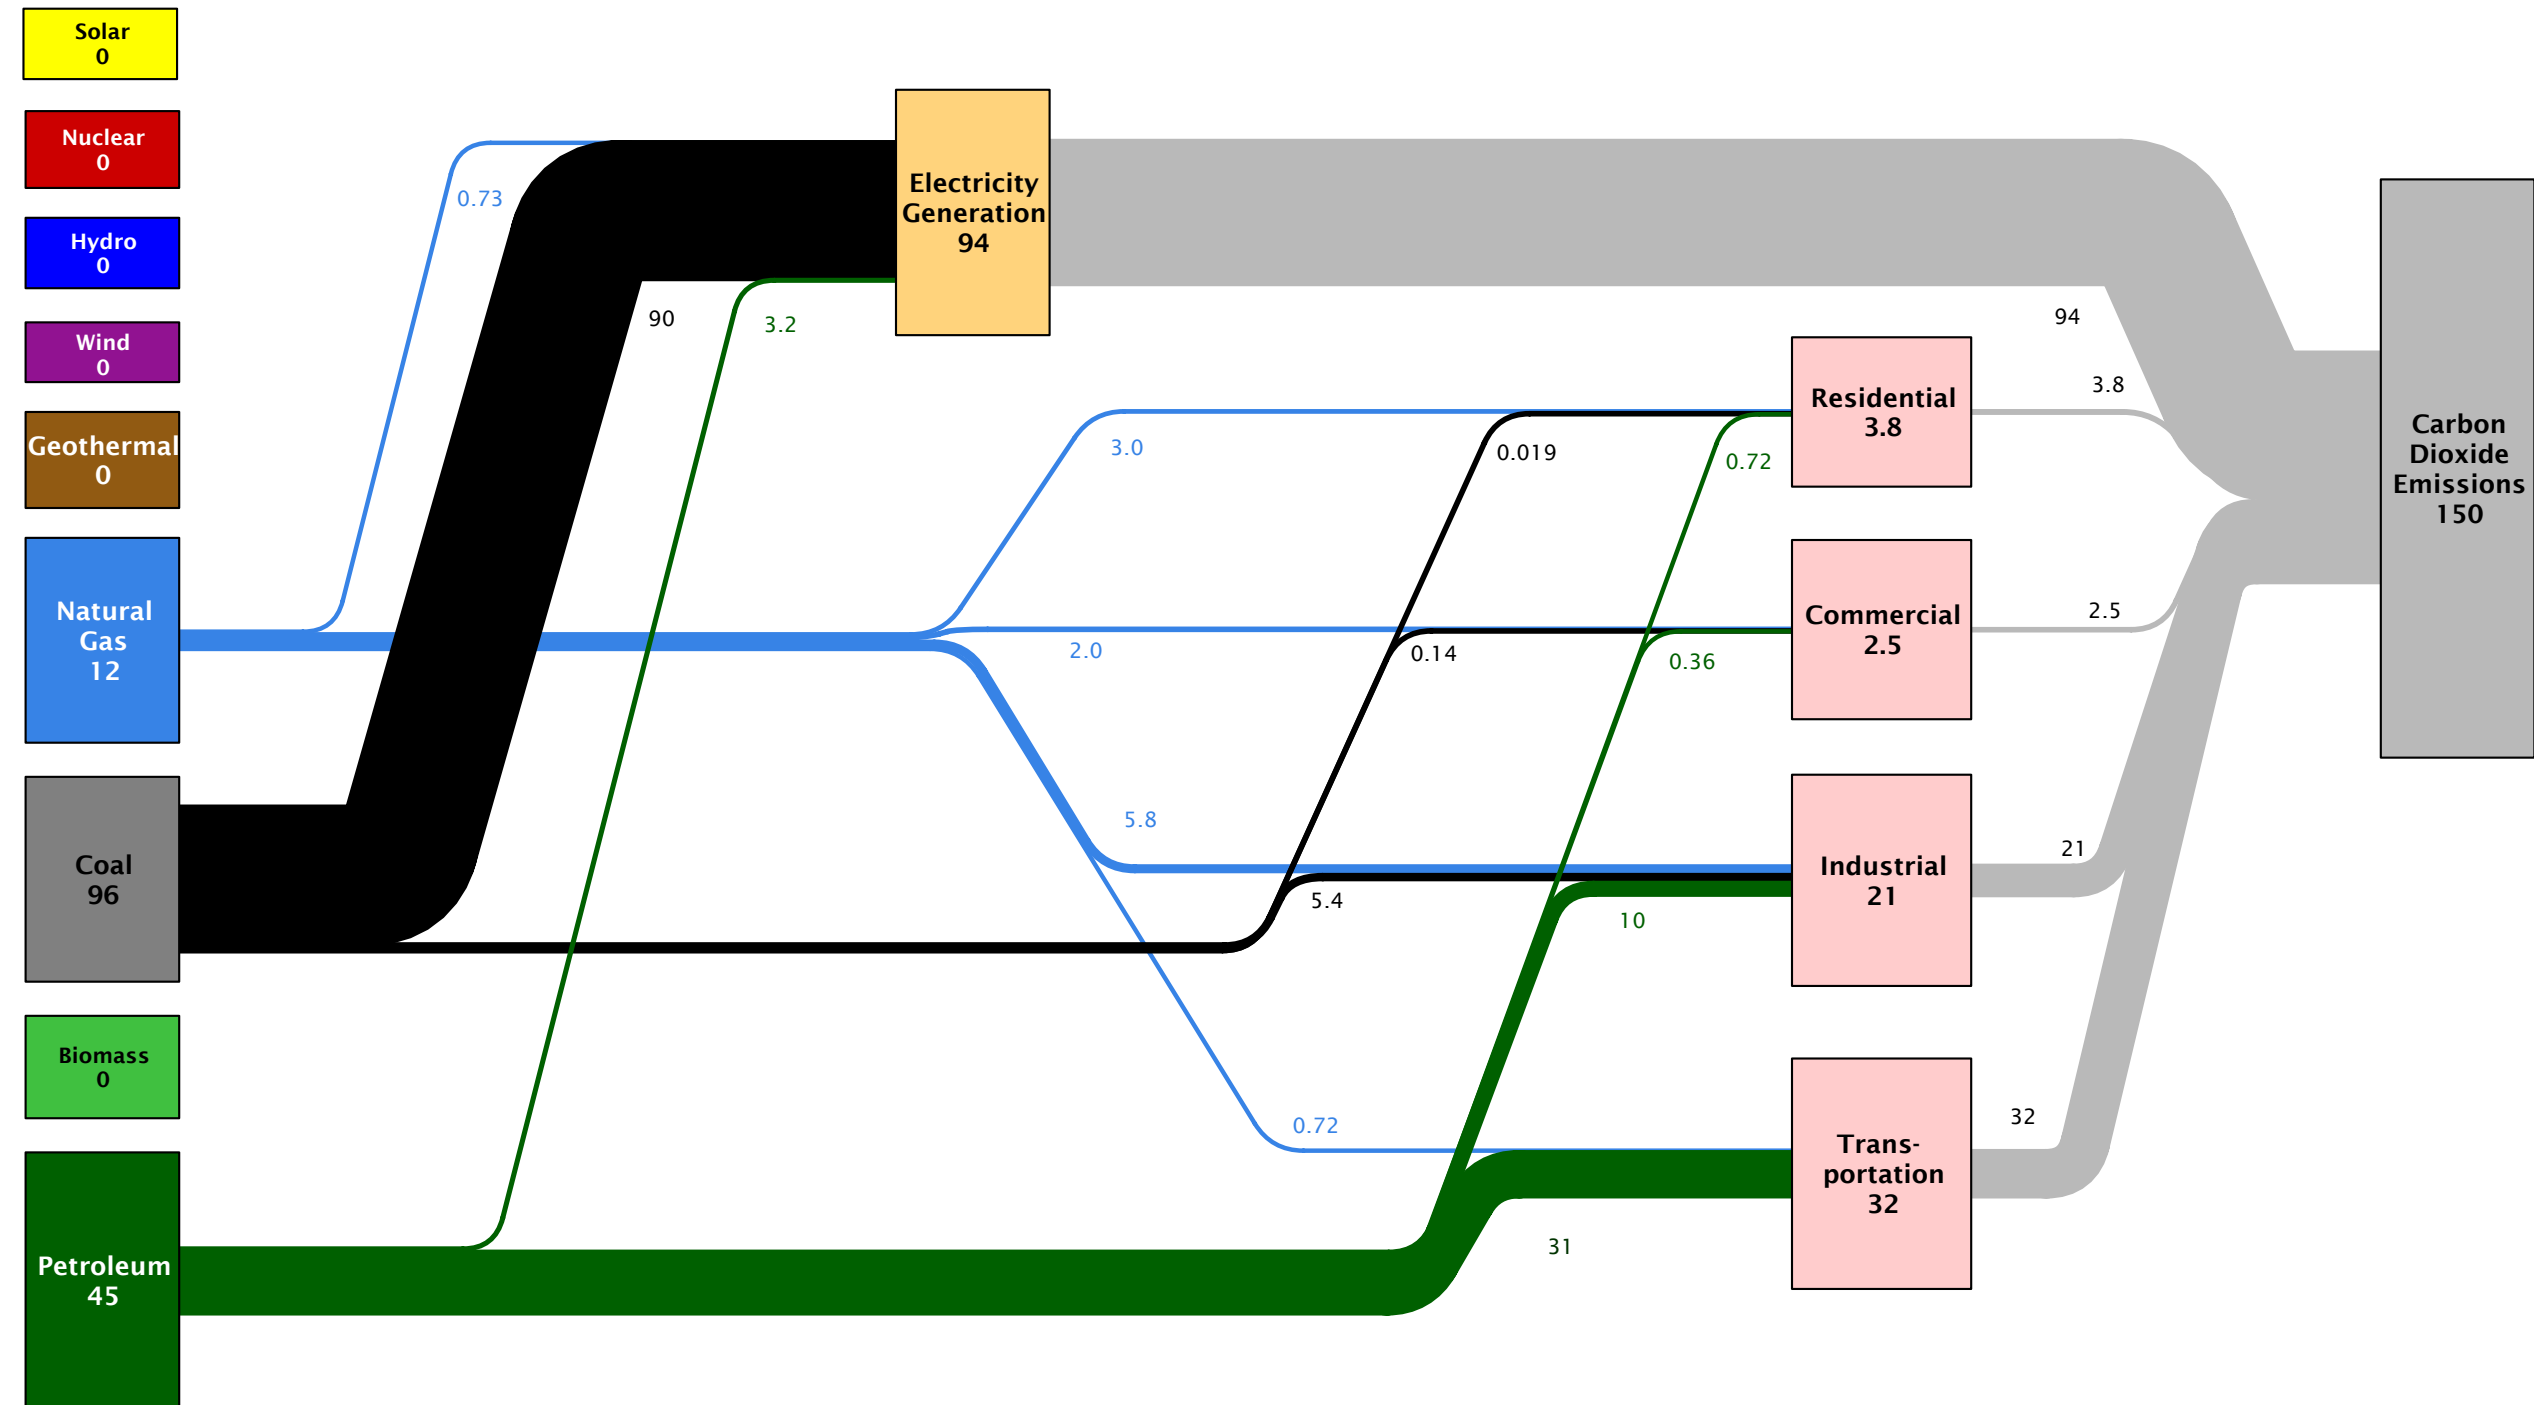 Solar
0
Nuclear
0
Hydro
0
Wind
0
Geothermal
0
Natural
Gas
12
Coal
96
Biomass
0
Petroleum
45
0.73
90
3.2
Electricity
Generation
94
3.0
2.0
5.8
0.72
0.019
0.14
5.4
0.72
0.36
10
31
Residential
3.8
Commercial
2.5
Industrial
21
Trans-
portation
32
94
3.8
2.5
21
32
Carbon
Dioxide
Emissions
150